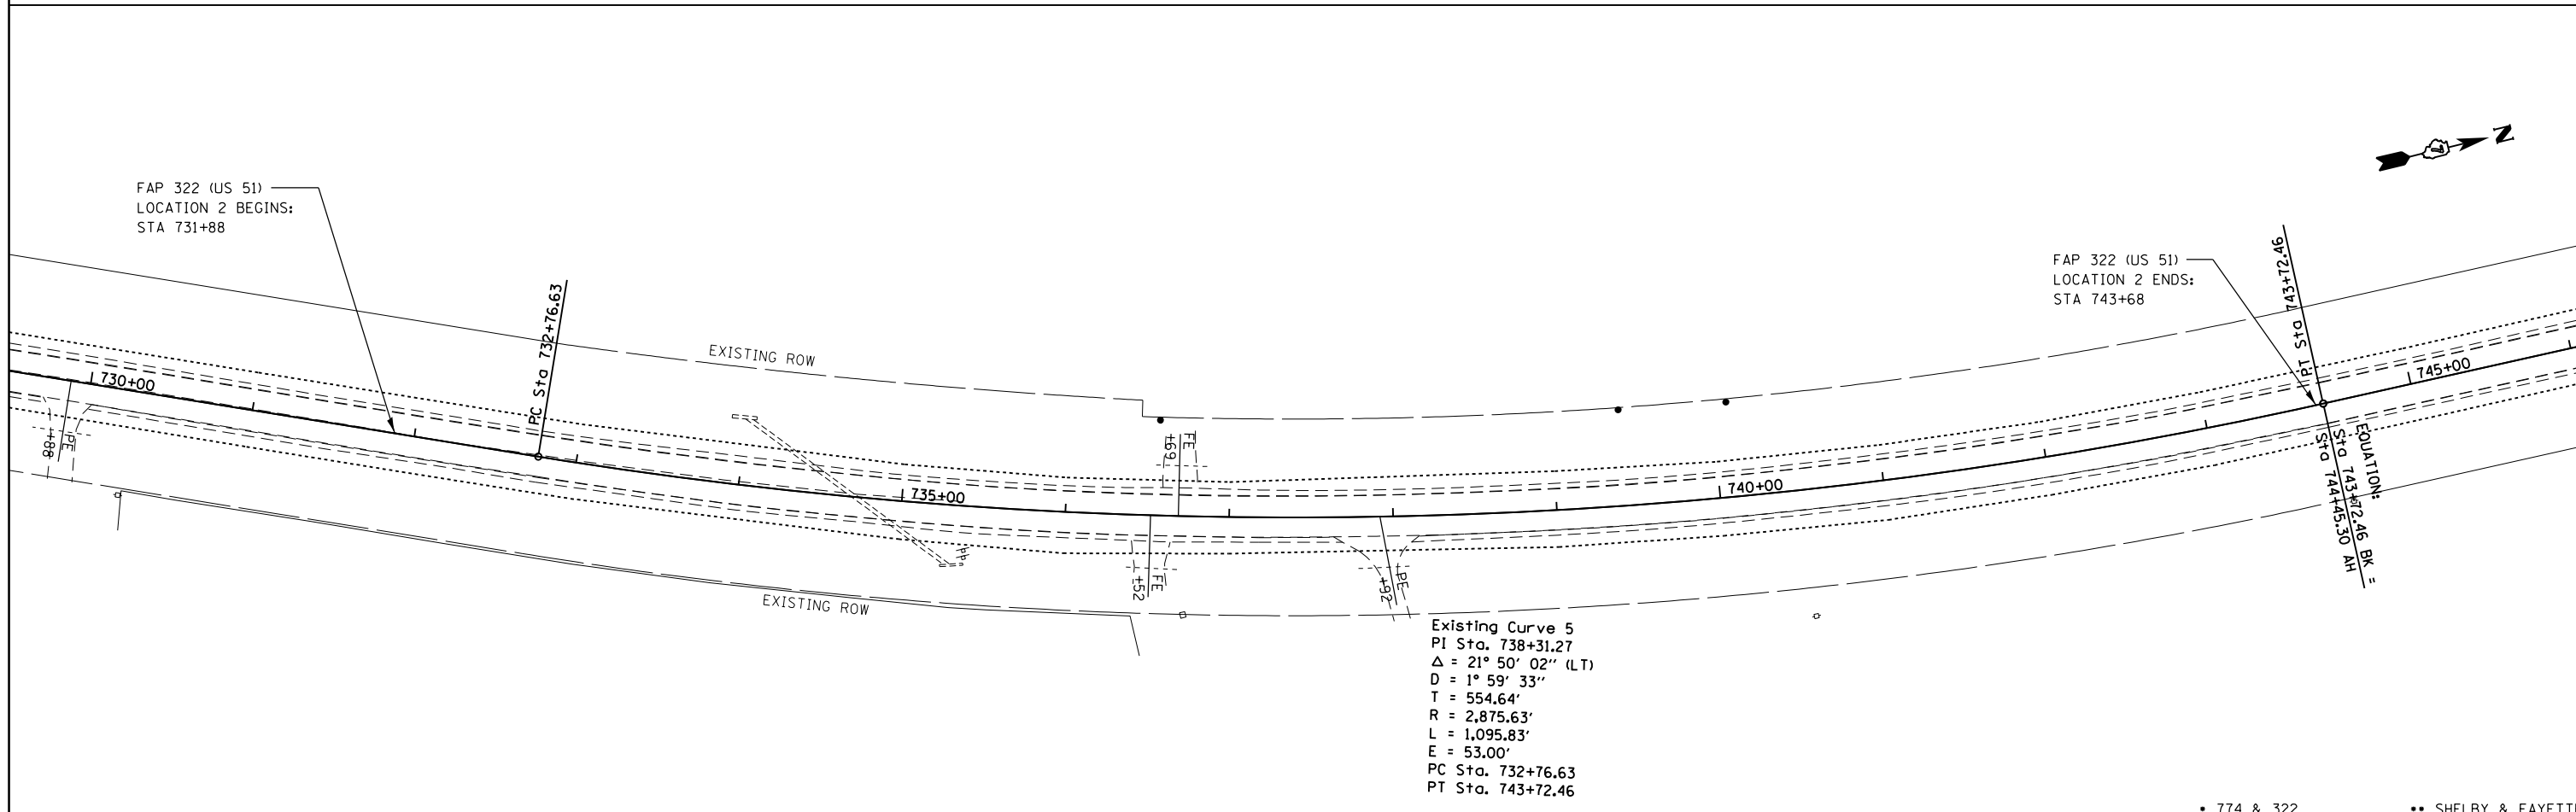 FAP 322 (US 51)
LOCATION 2 BEGINS:
STA 731+88
PC Sta 732+76.63
EXISTING ROW
N
FAP 322 (US 51)
LOCATION 2 ENDS:
STA 743+68
PT Sta 743+72.46
730+00
735+00
740+00
745+00
+88
PE
+69
FE
+52
FE
+92
PE
EXISTING ROW
EQUATION:
Sta 743+72.46 BK =
Sta 744+45.30 AH
Existing Curve 5
PI Sta. 738+31.27
Δ = 21° 50' 02'' (LT)
D = 1° 59' 33''
T = 554.64'
R = 2,875.63'
L = 1,095.83'
E = 53.00'
PC Sta. 732+76.63
PT Sta. 743+72.46
• 774 & 322
•• SHELBY & FAYETT